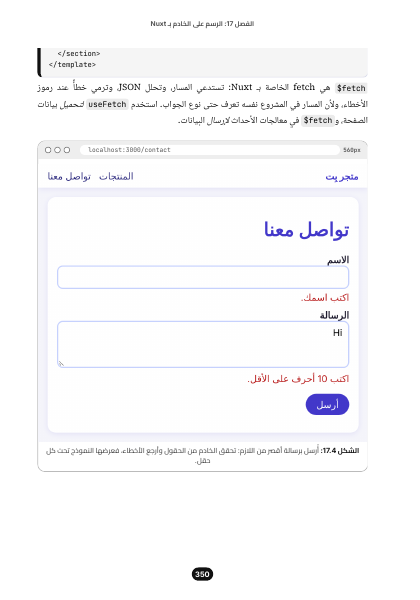 الفصل 17: الرسم على الخادم بـ Nuxt
</section>
</template>
$fetch هي fetch الخاصة بـ Nuxt: تستدعي المسار، وتحلل JSON، وترمي خطأً عند رموز
الأخطاء، ولأن المسار في المشروع نفسه تعرف حتى نوع الجواب. استخدم useFetch لتحميل بيانات
الصفحة، و$fetch في معالجات الأحداث لإرسال البيانات.
localhost:3000/contact
560px
متجر پت
المنتجات تواصل معنا
تواصل معنا
الاسم
اكتب اسمك.
الرسالة
Hi
اكتب 10 أحرف على الأقل.
أرسل
الشكل 17.4: أُرسل برسالة أقصر من اللازم: تحقق الخادم من الحقول وأرجع الأخطاء، فعرضها النموذج تحت كل
حقل.
350